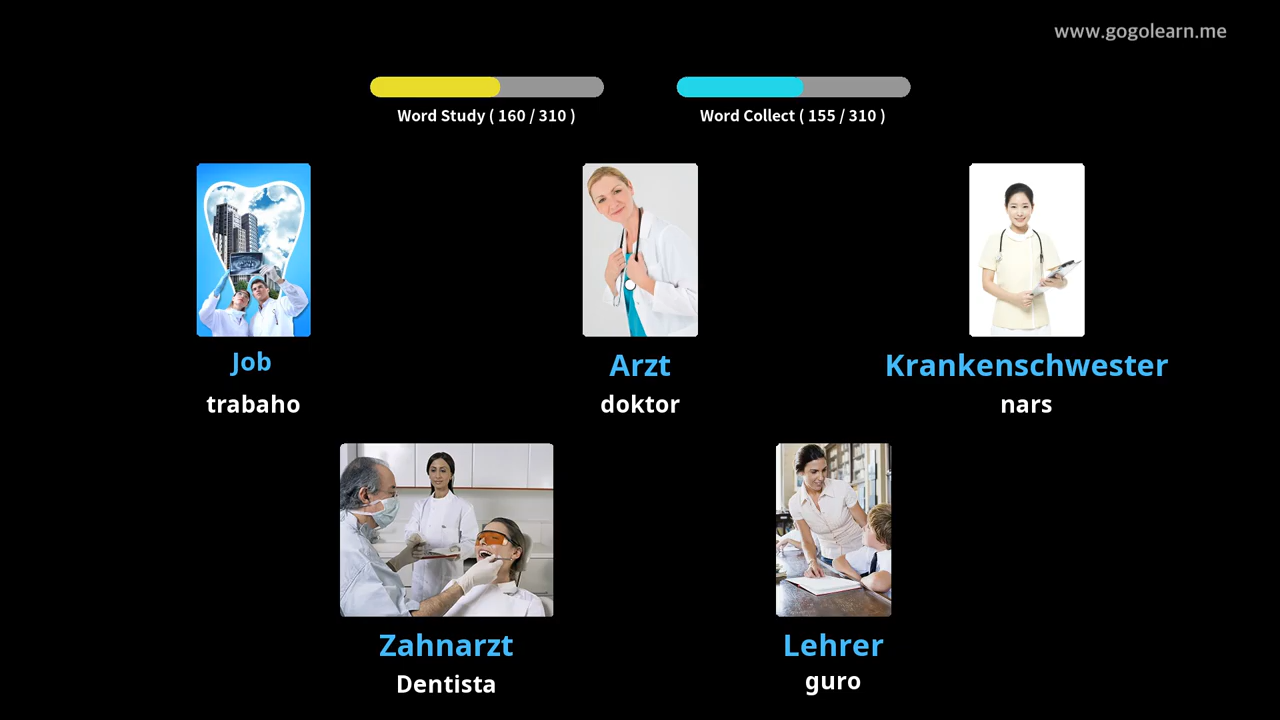 www.gogolearn.me
Word Study ( 160 / 310 )
Word Collect ( 155 / 310 )
Job
trabaho
Arzt
doktor
Krankenschwester
nars
Zahnarzt
Dentista
Lehrer
guro